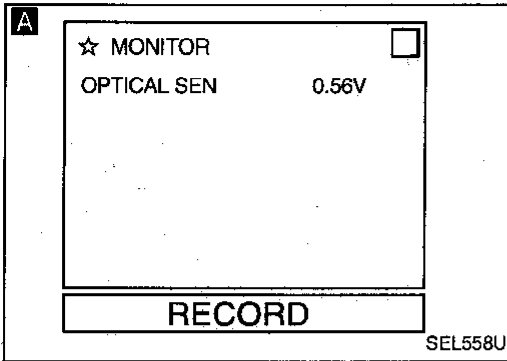 A
☆ MONITOR
OPTICAL SEN 0.56V
RECORD
SEL558U